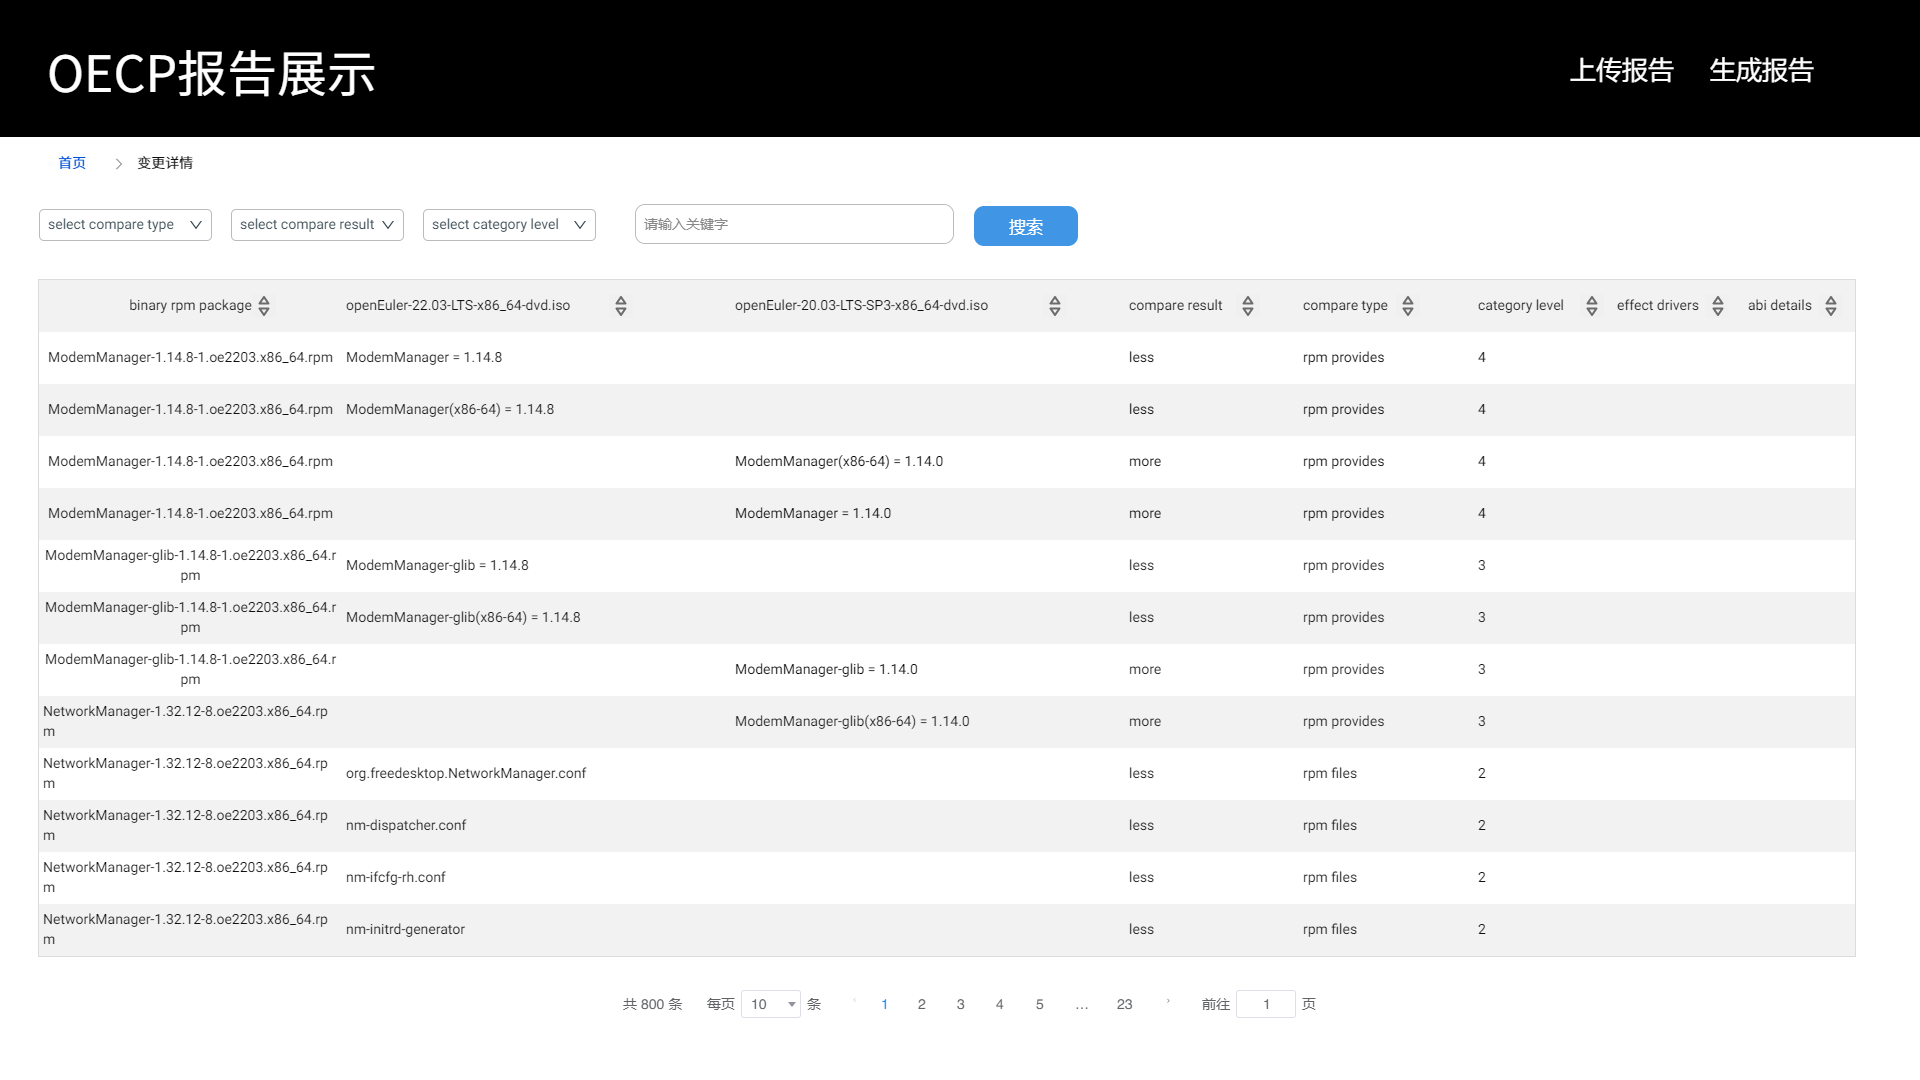 OECP报告展示
上传报告 生成报告
首页 变更详情
select compare type select compare result select category level 请输入关键字 搜索
binary rpm package openEuler-22.03-LTS-x86_64-dvd.iso openEuler-20.03-LTS-SP3-x86_64-dvd.iso compare result compare type category level effect drivers abi details
ModemManager-1.14.8-1.oe2203.x86_64.rpm ModemManager = 1.14.8 less rpm provides 4
ModemManager-1.14.8-1.oe2203.x86_64.rpm ModemManager(x86-64) = 1.14.8 less rpm provides 4
ModemManager-1.14.8-1.oe2203.x86_64.rpm ModemManager(x86-64) = 1.14.0 more rpm provides 4
ModemManager-1.14.8-1.oe2203.x86_64.rpm ModemManager = 1.14.0 more rpm provides 4
ModemManager-glib-1.14.8-1.oe2203.x86_64.r
pm ModemManager-glib = 1.14.8 less rpm provides 3
ModemManager-glib-1.14.8-1.oe2203.x86_64.r
pm ModemManager-glib(x86-64) = 1.14.8 less rpm provides 3
ModemManager-glib-1.14.8-1.oe2203.x86_64.r
pm ModemManager-glib = 1.14.0 more rpm provides 3
NetworkManager-1.32.12-8.oe2203.x86_64.rp
m ModemManager-glib(x86-64) = 1.14.0 more rpm provides 3
NetworkManager-1.32.12-8.oe2203.x86_64.rp
m org.freedesktop.NetworkManager.conf less rpm files 2
NetworkManager-1.32.12-8.oe2203.x86_64.rp
m nm-dispatcher.conf less rpm files 2
NetworkManager-1.32.12-8.oe2203.x86_64.rp
m nm-ifcfg-rh.conf less rpm files 2
NetworkManager-1.32.12-8.oe2203.x86_64.rp
m nm-initrd-generator less rpm files 2
共 800 条 每页 10 条 1 2 3 4 5 … 23 前往 1 页